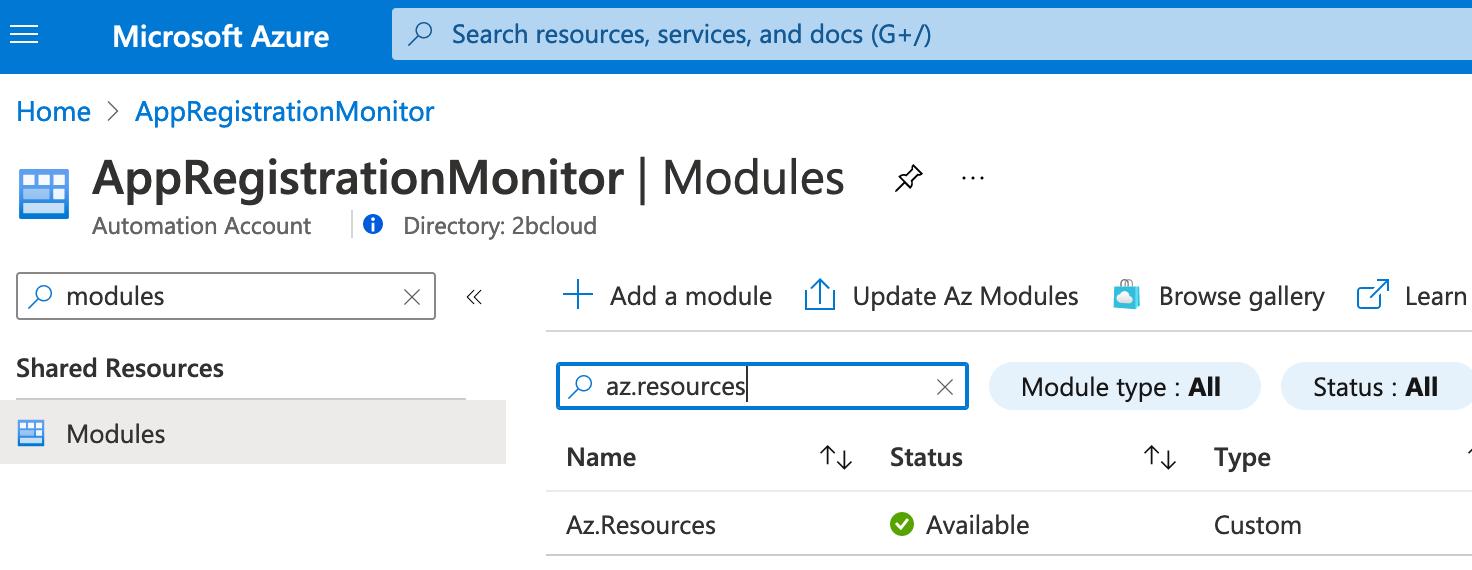 Microsoft Azure
Search resources, services, and docs (G+/)
Home > AppRegistrationMonitor
AppRegistrationMonitor | Modules
Automation Account
Directory: 2bcloud
modules
Add a module
Update Az Modules
Browse gallery
Learn
Shared Resources
Modules
az.resources
Module type : All
Status : All
Name
Status
Type
Az.Resources
Available
Custom